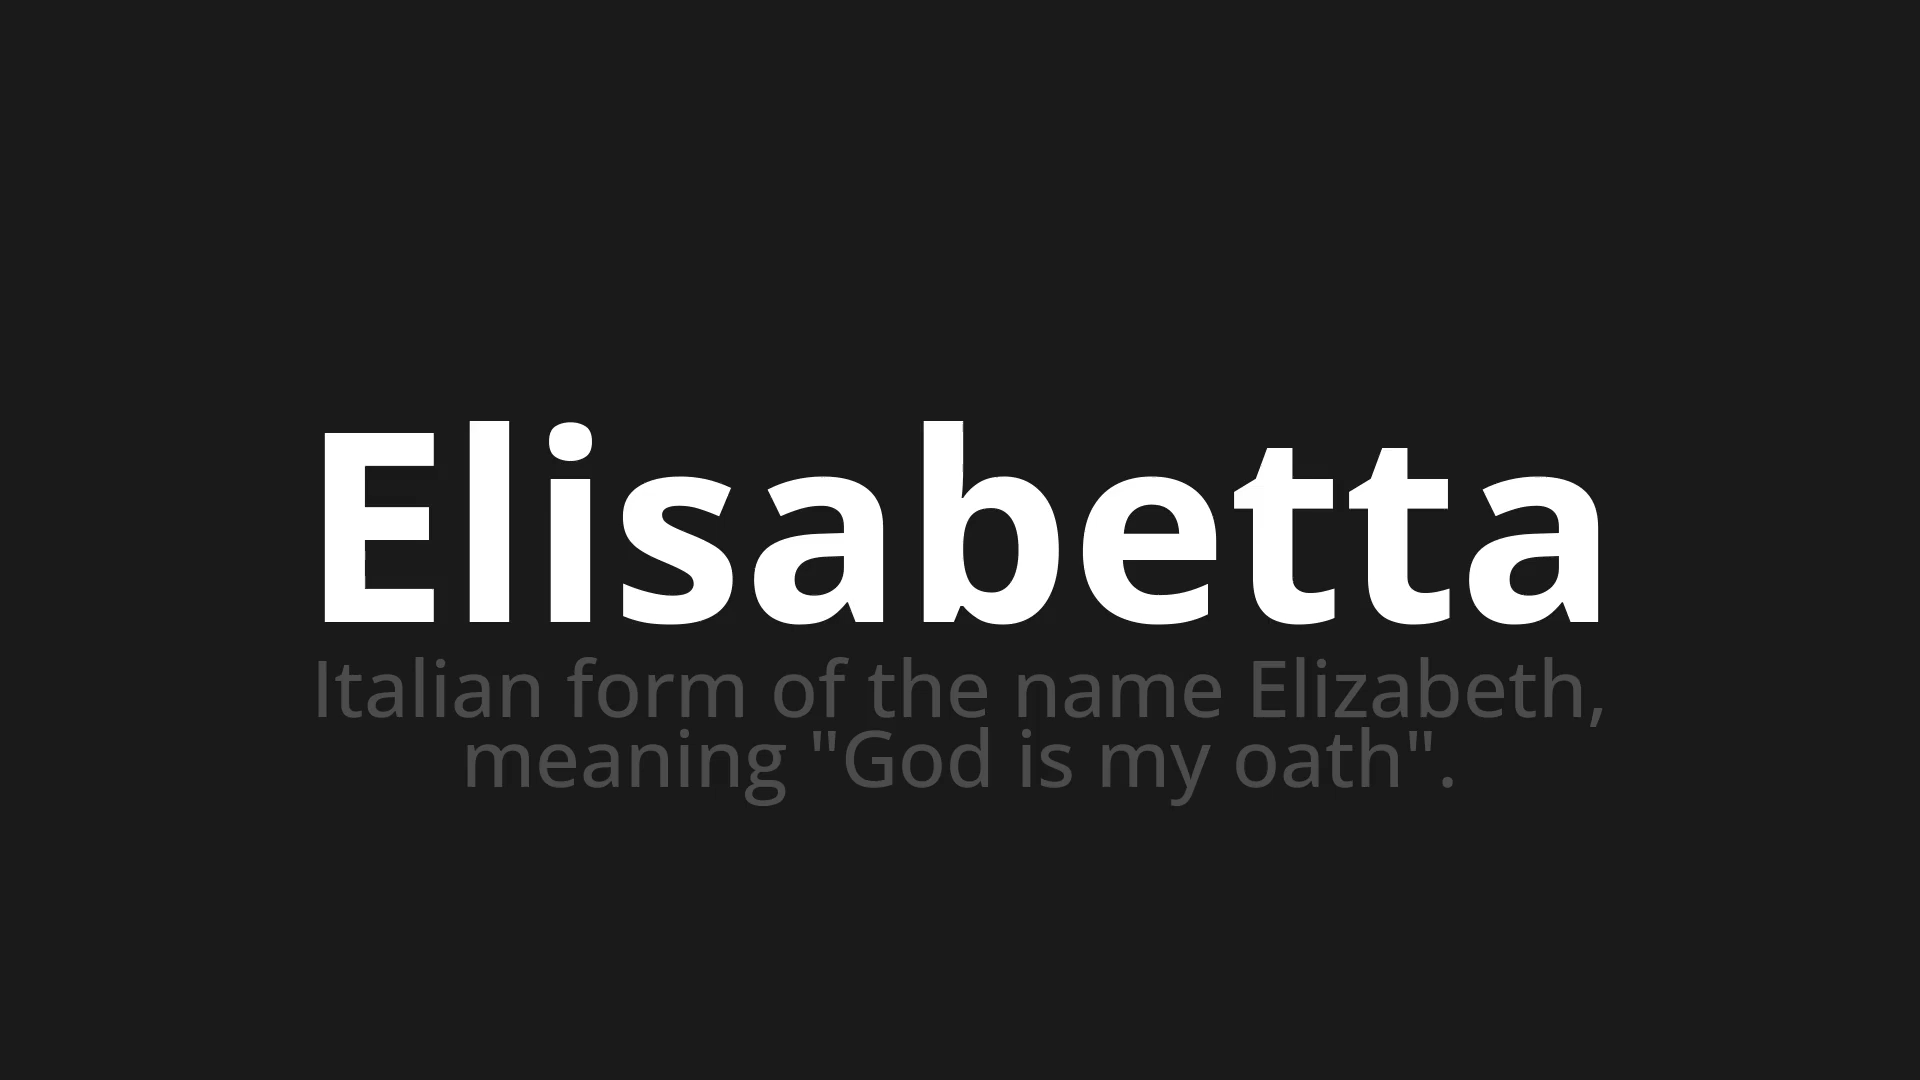 Elisabetta
Italian form of the name Elizabeth,
meaning "God is my oath".